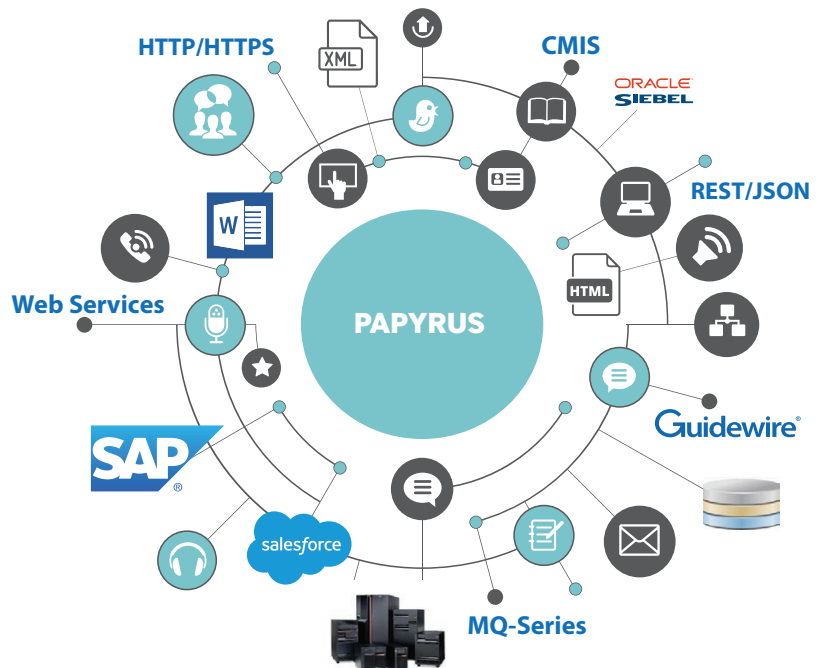 HTTP/HTTPS
XML
CMIS
ORACLE
SIEBEL
REST/JSON
W
HTML
Web Services
PAPYRUS
Guidewire®
SAP®
salesforce
MQ-Series